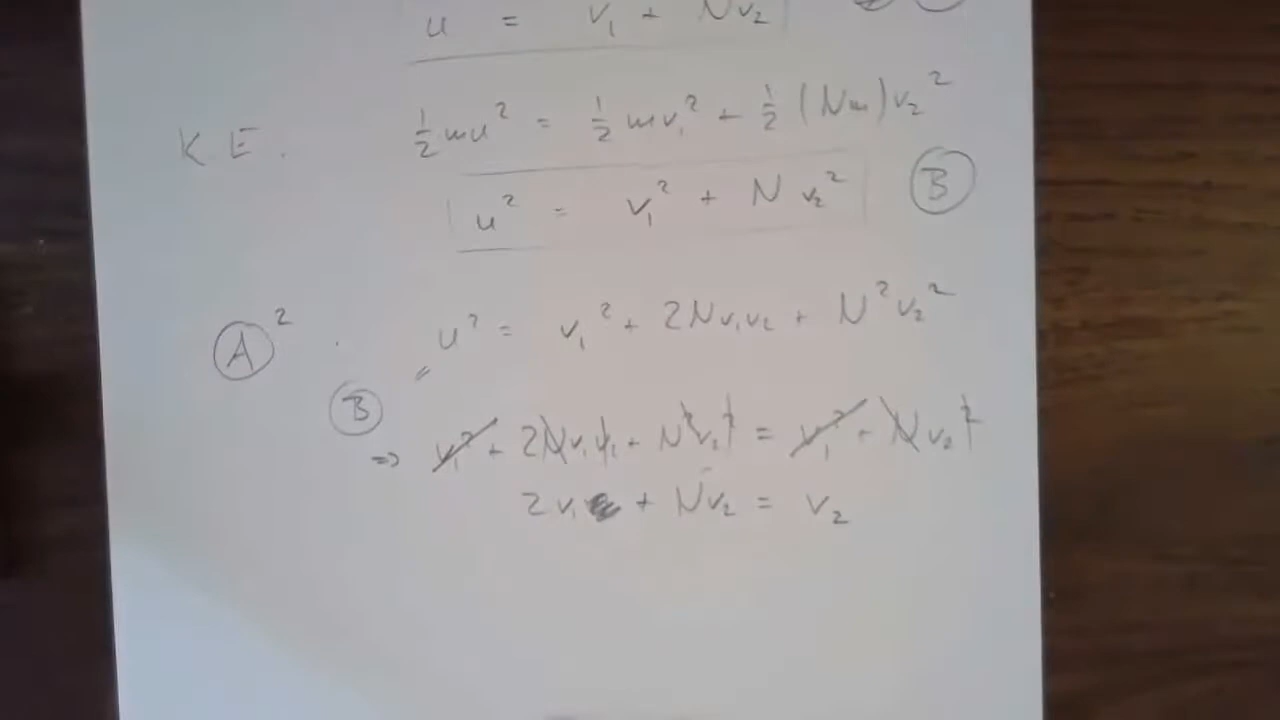 u = v₁ + Nv₂
K.E. ½mu² = ½mv₁² + ½(Nm)v₂²
u² = v₁² + Nv₂² B
A² u² = v₁² + 2Nv₁v₂ + N²v₂²
B
⇒ v₁² + 2Nv₁v₂ + N²v₂² = v₁² + Nv₂²
2v₁ + Nv₂ = v₂